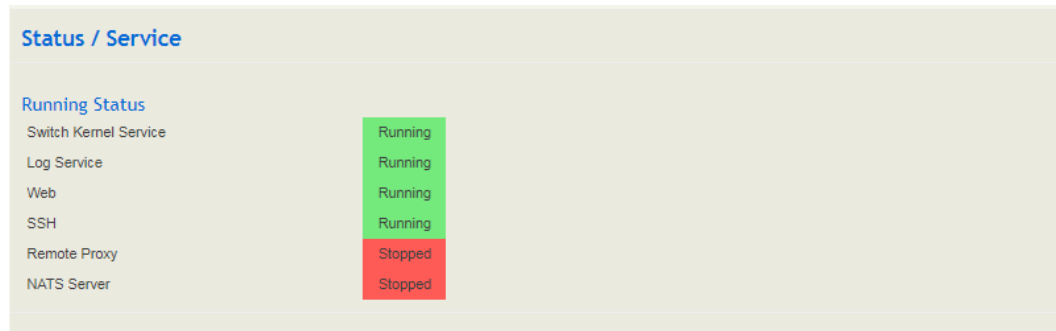 Status / Service
Running Status
Switch Kernel Service Running
Log Service Running
Web Running
SSH Running
Remote Proxy Stopped
NATS Server Stopped